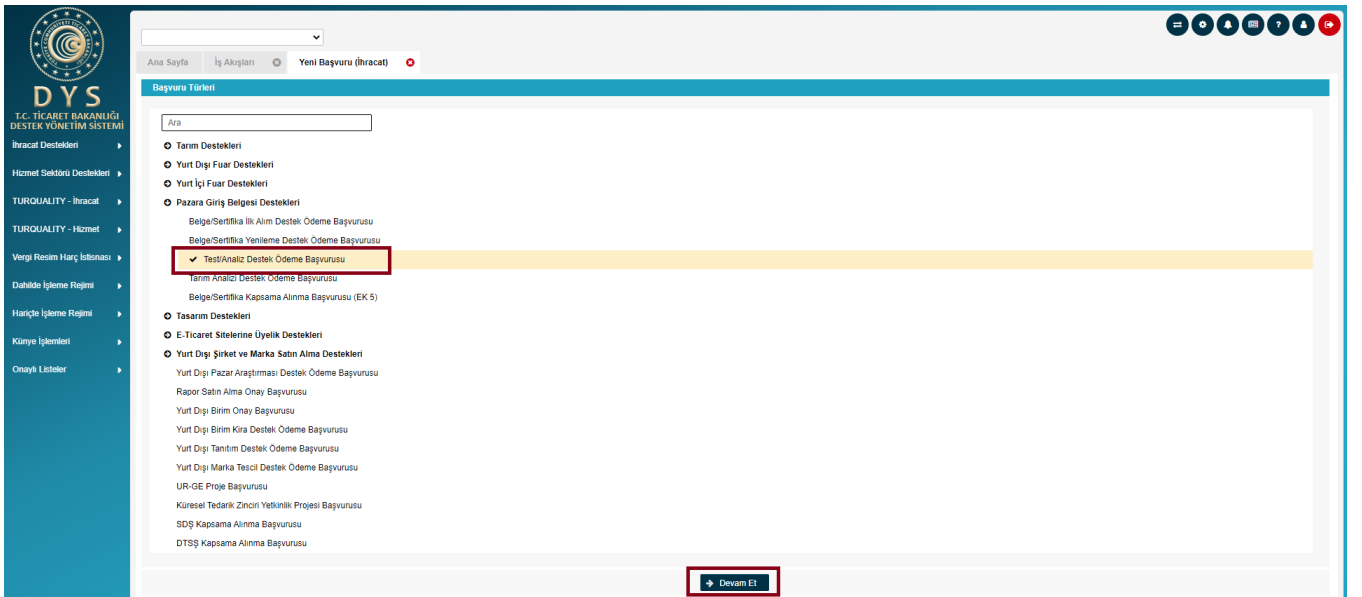 DYS
T.C. TİCARET BAKANLIĞI
DESTEK YÖNETİM SİSTEMİ
İhracat Destekleri
Hizmet Sektörü Destekleri
TURQUALITY - İhracat
TURQUALITY - Hizmet
Vergi Resim Harç İstisnası
Dahilde İşleme Rejimi
Hariçte İşleme Rejimi
Künye İşlemleri
Onaylı Listeler
Ana Sayfa İş Akışları Yeni Başvuru (İhracat)
Başvuru Türleri
Ara
Tarım Destekleri
Yurt Dışı Fuar Destekleri
Yurt İçi Fuar Destekleri
Pazara Giriş Belgesi Destekleri
Belge/Sertifika İlk Alım Destek Ödeme Başvurusu
Belge/Sertifika Yenileme Destek Ödeme Başvurusu
Test/Analiz Destek Ödeme Başvurusu
Tarım Analizi Destek Ödeme Başvurusu
Belge/Sertifika Kapsama Alınma Başvurusu (EK 5)
Tasarım Destekleri
E-Ticaret Sitelerine Üyelik Destekleri
Yurt Dışı Şirket ve Marka Satın Alma Destekleri
Yurt Dışı Pazar Araştırması Destek Ödeme Başvurusu
Rapor Satın Alma Onay Başvurusu
Yurt Dışı Birim Onay Başvurusu
Yurt Dışı Birim Kira Destek Ödeme Başvurusu
Yurt Dışı Tanıtım Destek Ödeme Başvurusu
Yurt Dışı Marka Tescil Destek Ödeme Başvurusu
UR-GE Proje Başvurusu
Küresel Tedarik Zinciri Yetkinlik Projesi Başvurusu
SDŞ Kapsama Alınma Başvurusu
DTSŞ Kapsama Alınma Başvurusu
Devam Et